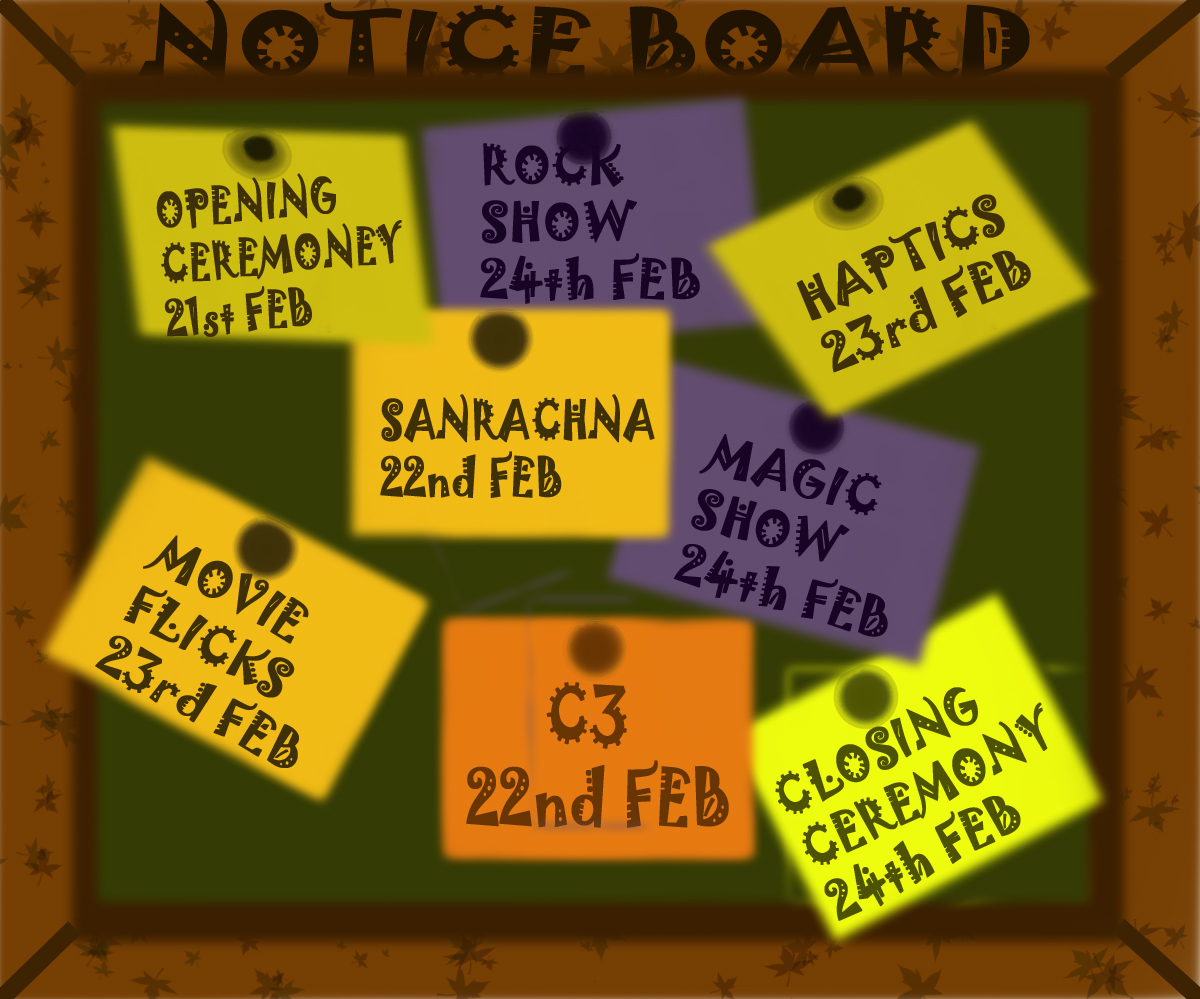 NOTICE BOARD
OPENING
CEREMONEY
21st FEB
ROCK
SHOW
24th FEB
HAPTICS
23rd FEB
SANRACHNA
22nd FEB
MAGIC
SHOW
24th FEB
MOVIE
FLICKS
23rd FEB
C3
22nd FEB
CLOSING
CEREMONY
24th FEB